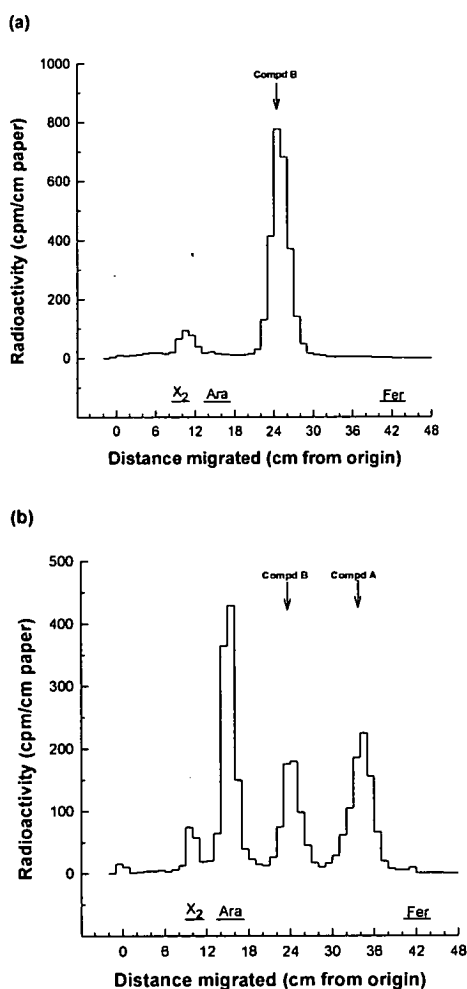 (a)
Compd B
1000
800
600
400
200
0
Radioactivity (cpm/cm paper)
X2 Ara Fer
0 6 12 18 24 30 36 42 48
Distance migrated (cm from origin)
(b)
Compd B Compd A
500
400
300
200
100
0
Radioactivity (cpm/cm paper)
X2 Ara Fer
0 6 12 18 24 30 36 42 48
Distance migrated (cm from origin)